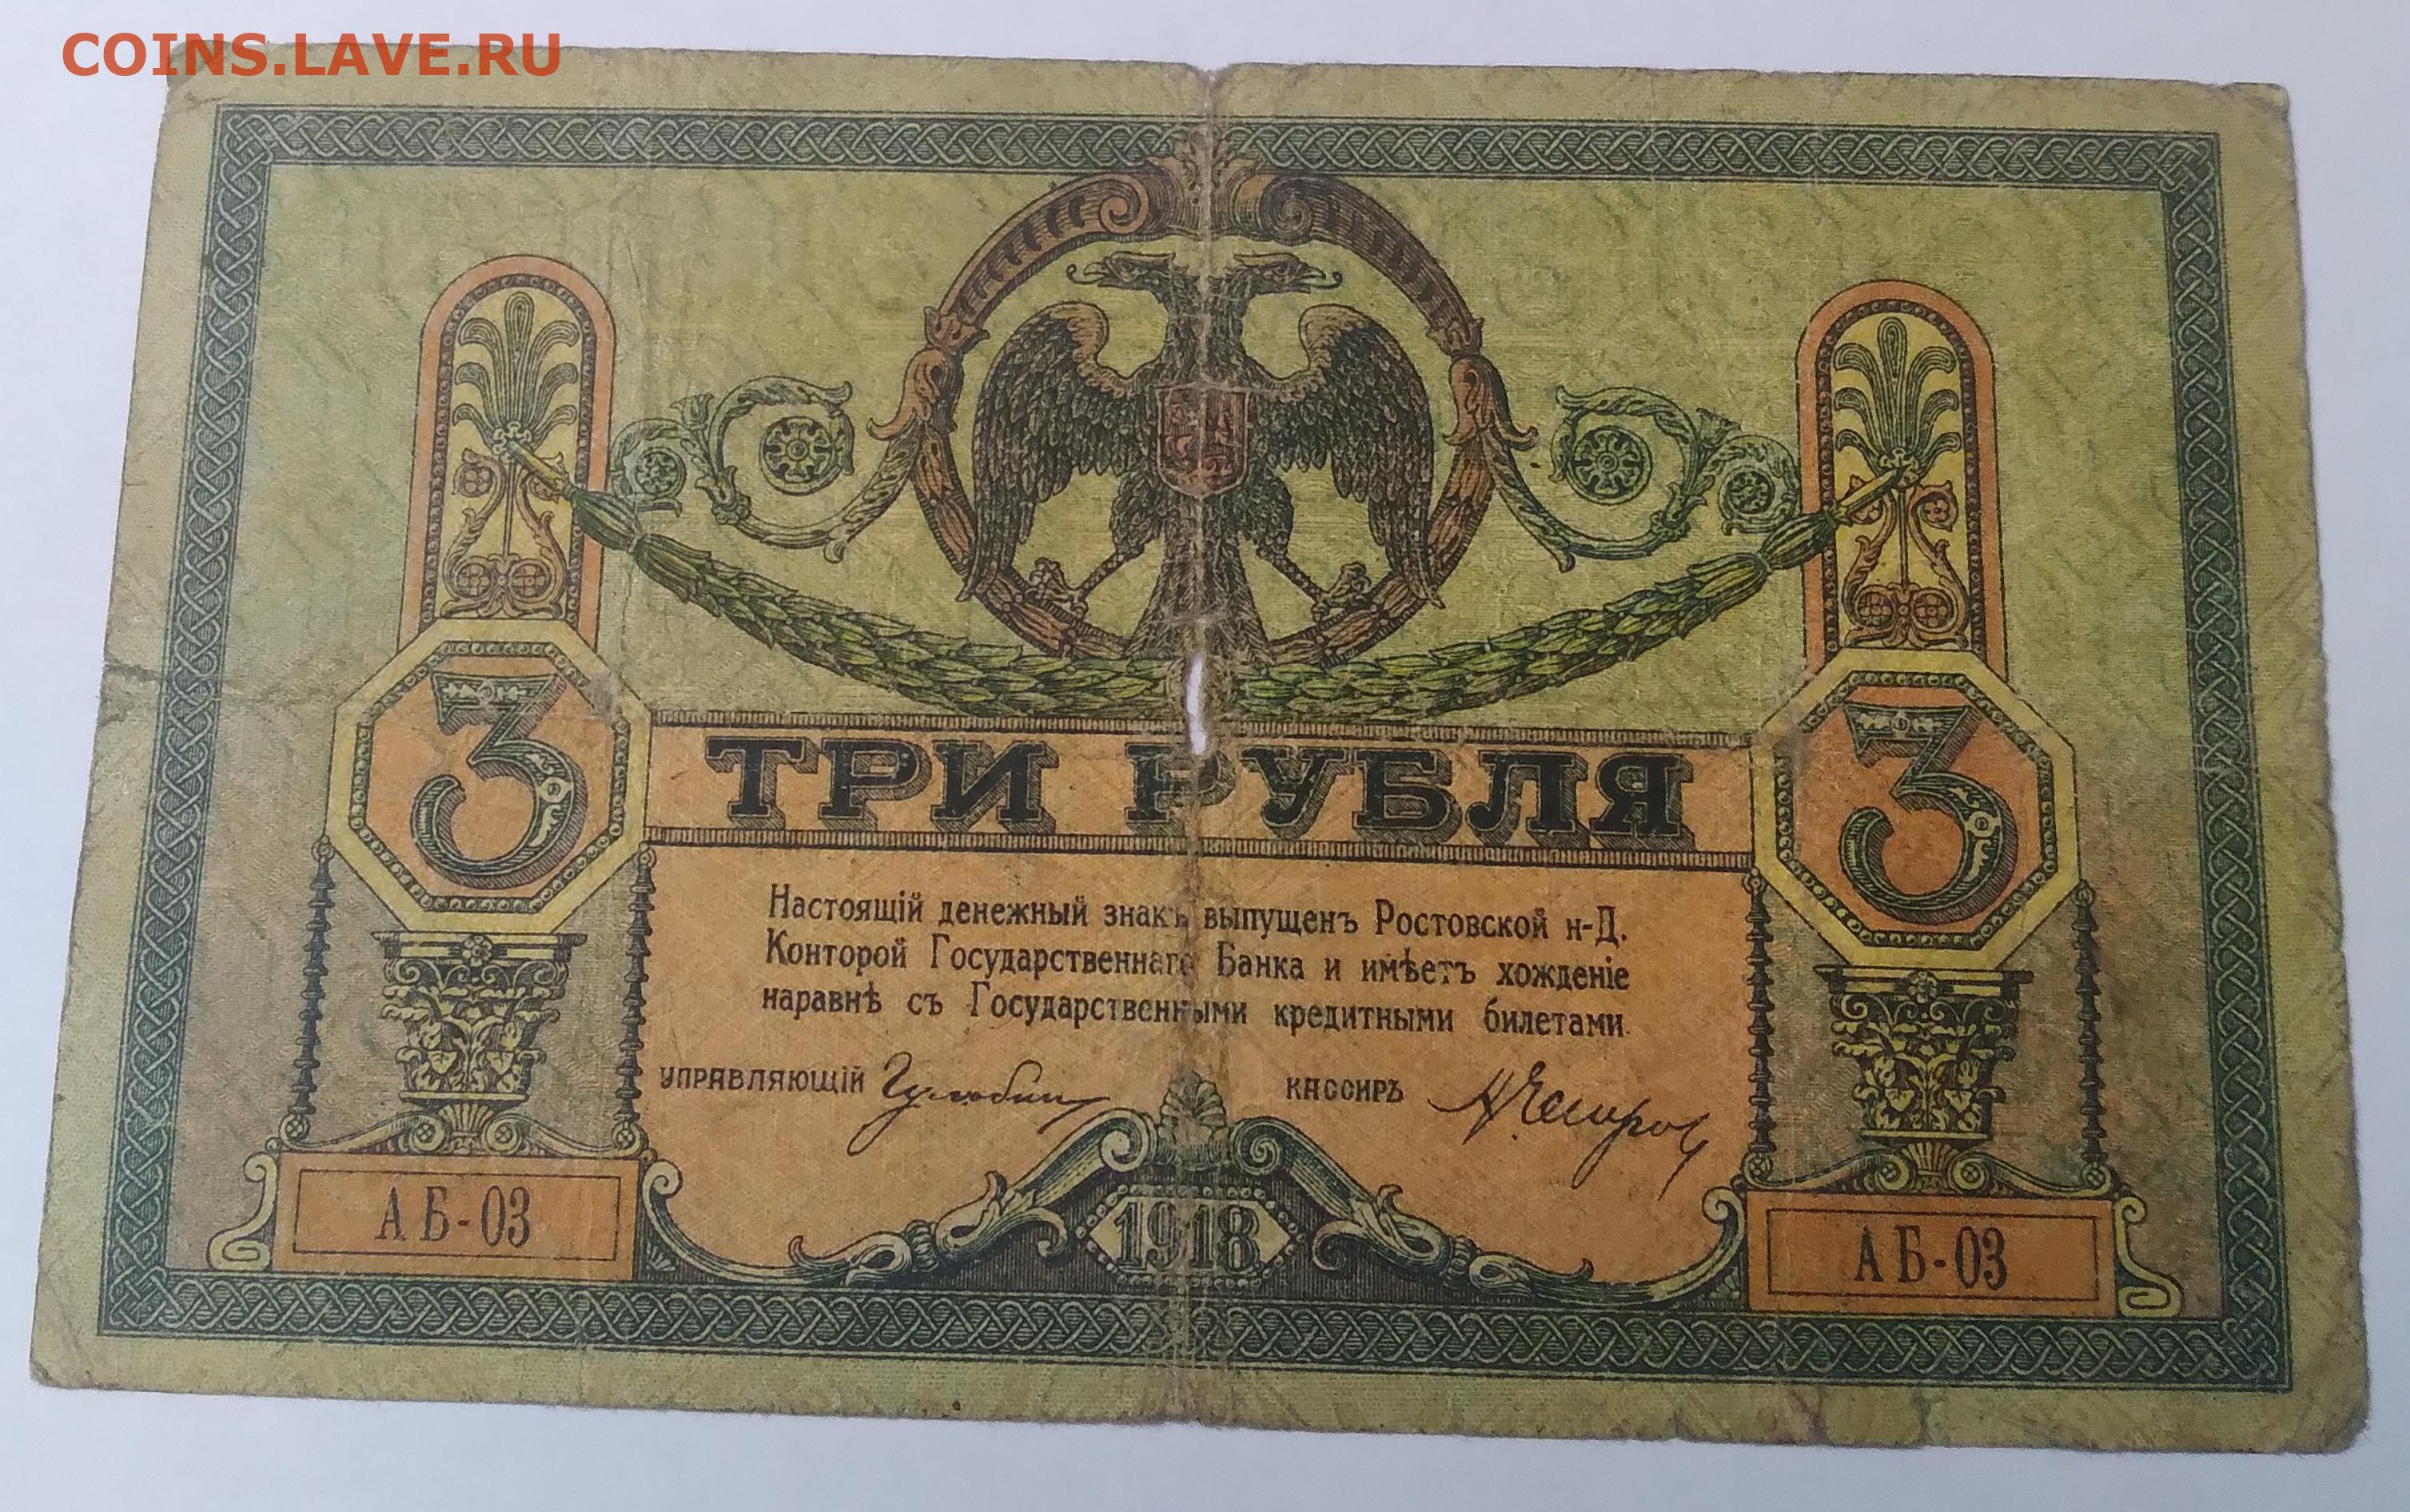 COINS.LAVE.RU
3 3
ТРИ РУБЛЯ
Настоящій денежный знакъ выпущенъ Ростовской н-Д.
Конторой Государственнаго Банка и имѣетъ хожденіе
наравнѣ съ Государственными кредитными билетами.
УПРАВЛЯЮЩІЙ КАССИРЪ
АБ-03 1918 АБ-03